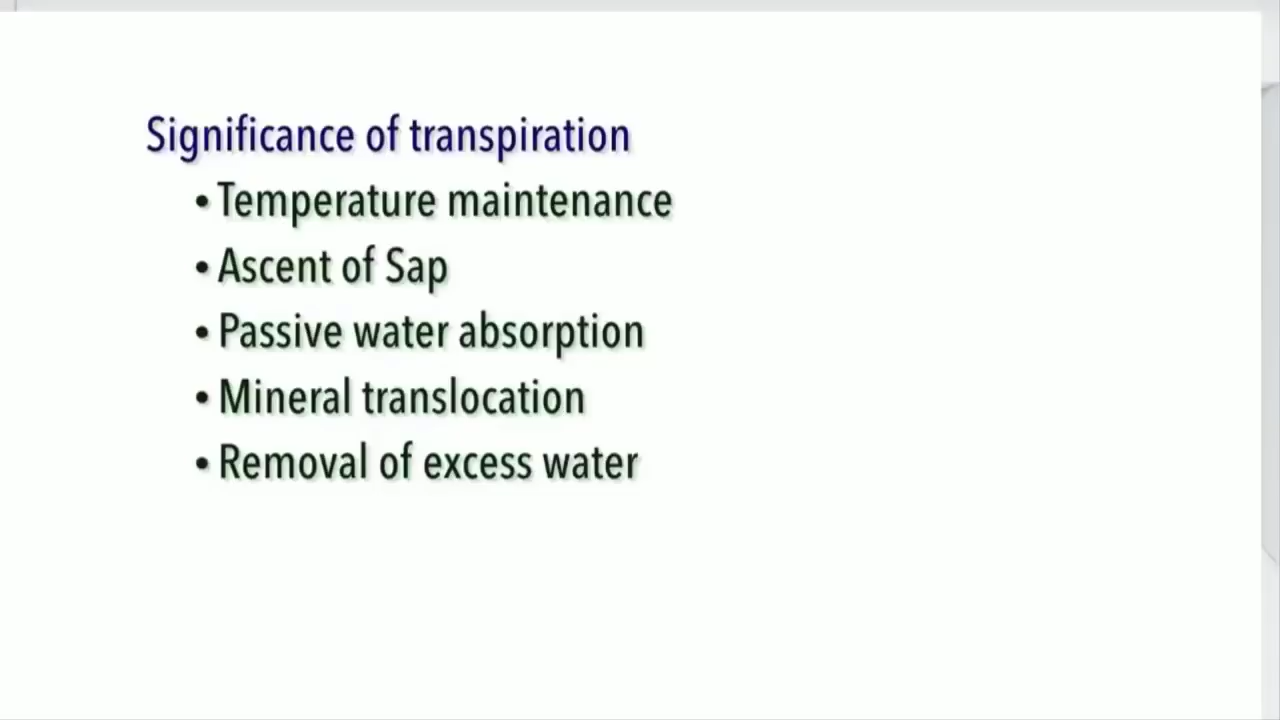 Significance of transpiration
• Temperature maintenance
• Ascent of Sap
• Passive water absorption
• Mineral translocation
• Removal of excess water